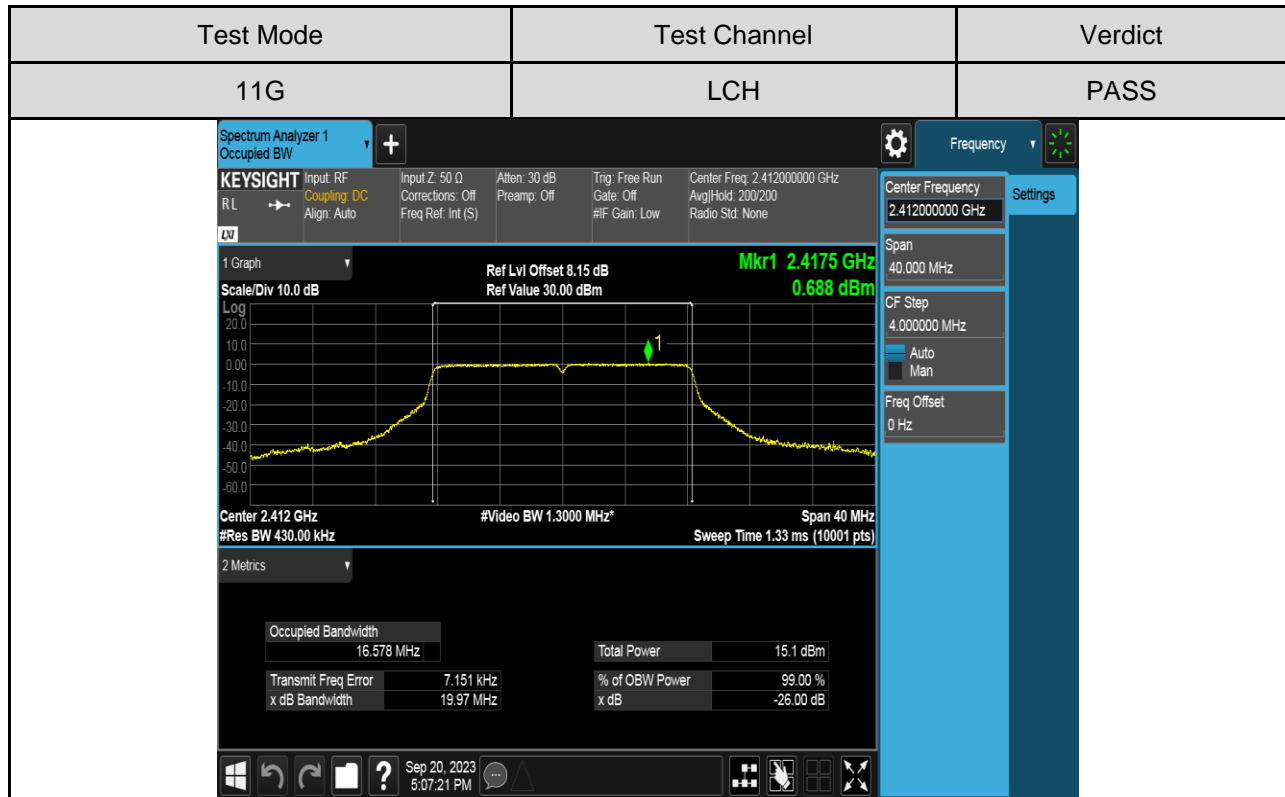 Test Mode Test Channel Verdict
11G LCH PASS
Spectrum Analyzer 1
Occupied BW
+
Frequency
KEYSIGHT Input: RF Input Z: 50 Ω Atten: 30 dB Trig: Free Run Center Freq: 2.412000000 GHz
RL Coupling: DC Corrections: Off Preamp: Off Gate: Off Avg|Hold: 200/200
Align: Auto Freq Ref: Int (S) #IF Gain: Low Radio Std: None
LXI
Center Frequency
2.412000000 GHz
Settings
Span
40.000 MHz
CF Step
4.000000 MHz
Auto
Man
Freq Offset
0 Hz
1 Graph
Ref Lvl Offset 8.15 dB
Mkr1 2.4175 GHz
Scale/Div 10.0 dB Ref Value 30.00 dBm 0.688 dBm
Log
20.0
10.0
1
0.00
-10.0
-20.0
-30.0
-40.0
-50.0
-60.0
Center 2.412 GHz #Video BW 1.3000 MHz* Span 40 MHz
#Res BW 430.00 kHz Sweep Time 1.33 ms (10001 pts)
2 Metrics
Occupied Bandwidth
16.578 MHz Total Power 15.1 dBm
Transmit Freq Error 7.151 kHz % of OBW Power 99.00 %
x dB Bandwidth 19.97 MHz x dB -26.00 dB
?
Sep 20, 2023
5:07:21 PM